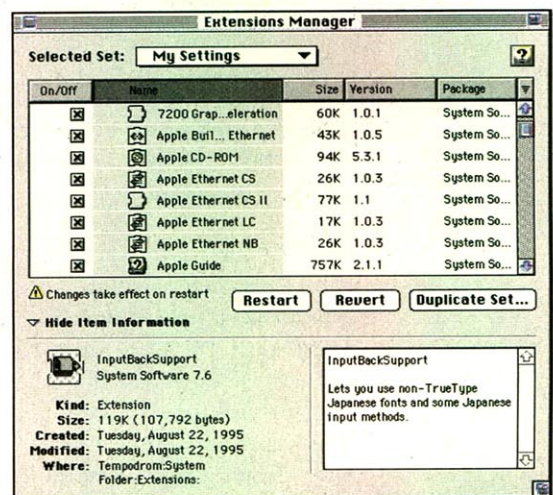 Extensions Manager
Selected Set: My Settings
On/Off Name Size Version Package
7200 Grap...eleration 60K 1.0.1 System So...
Apple Buil... Ethernet 43K 1.0.5 System So...
Apple CD-ROM 94K 5.3.1 System So...
Apple Ethernet CS 26K 1.0.3 System So...
Apple Ethernet CS II 77K 1.1 System So...
Apple Ethernet LC 17K 1.0.3 System So...
Apple Ethernet NB 26K 1.0.3 System So...
Apple Guide 757K 2.1.1 System So...
Changes take effect on restart Restart Revert Duplicate Set...
Hide Item Information
InputBackSupport
System Software 7.6
Kind: Extension
Size: 119K (107,792 bytes)
Created: Tuesday, August 22, 1995
Modified: Tuesday, August 22, 1995
Where: Tempodrom:System
Folder:Extensions:
InputBackSupport
Lets you use non-TrueType
Japanese fonts and some Japanese
input methods.